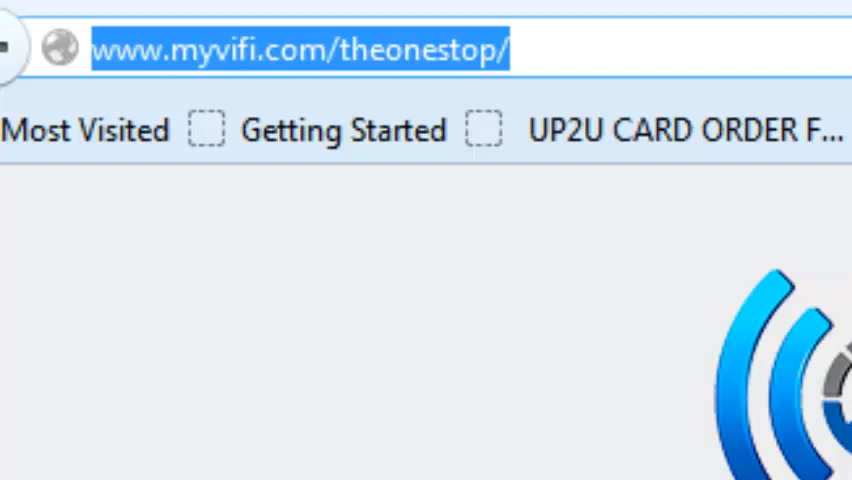 www.myvifi.com/theonestop/
Most Visited Getting Started UP2U CARD ORDER F...